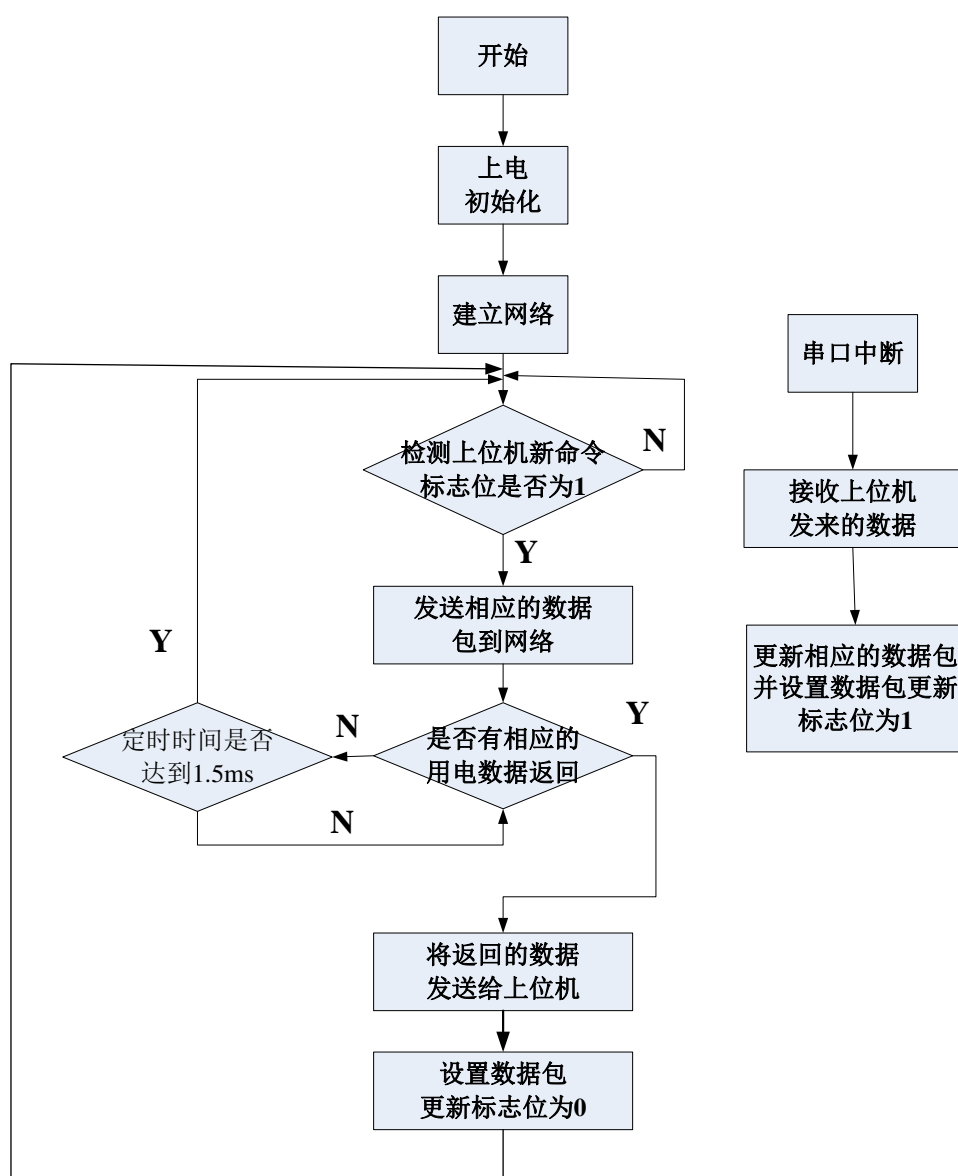 开始
上电
初始化
建立网络
检测上位机新命令
标志位是否为1
N
Y
发送相应的数据
包到网络
Y
是否有相应的
用电数据返回
N
Y
定时时间是否
达到1.5ms
N
将返回的数据
发送给上位机
设置数据包
更新标志位为0
串口中断
接收上位机
发来的数据
更新相应的数据包
并设置数据包更新
标志位为1